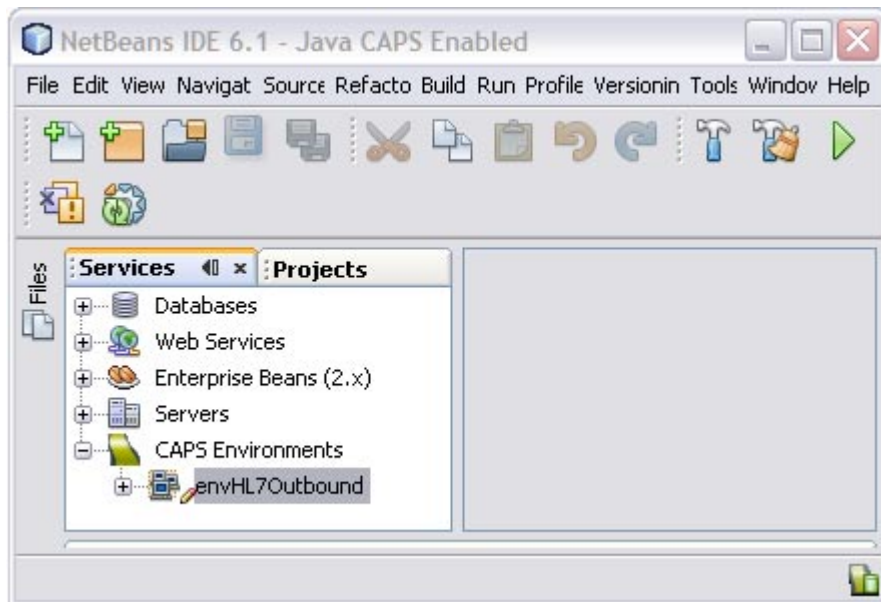 NetBeans IDE 6.1 - Java CAPS Enabled
File Edit View Navigat Source Refacto Build Run Profile Versionin Tools Window Help
Files
Services Projects
Databases
Web Services
Enterprise Beans (2.x)
Servers
CAPS Environments
envHL7Outbound